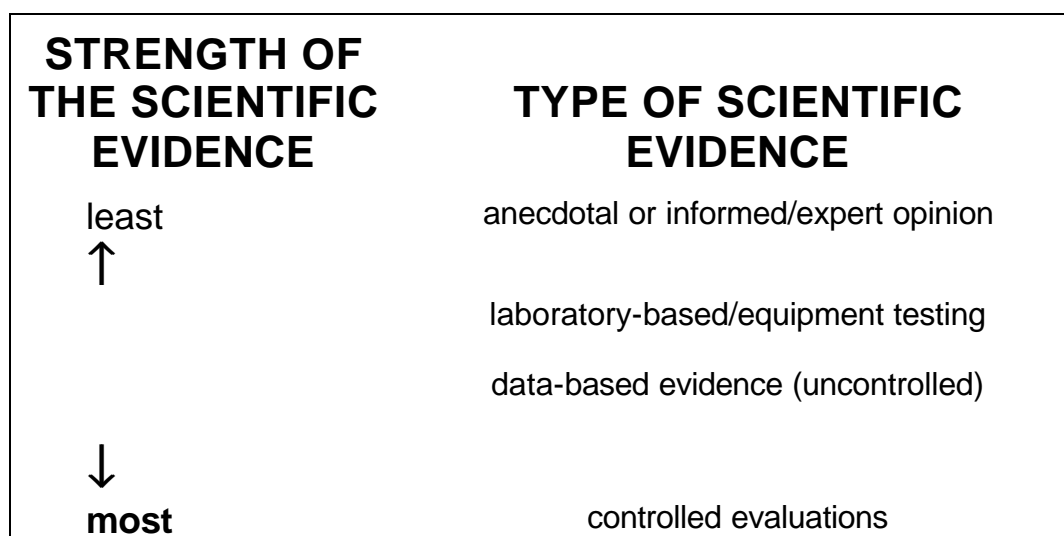 STRENGTH OF
THE SCIENTIFIC
EVIDENCE
TYPE OF SCIENTIFIC
EVIDENCE
least
anecdotal or informed/expert opinion
↑
laboratory-based/equipment testing
data-based evidence (uncontrolled)
↓
most
controlled evaluations